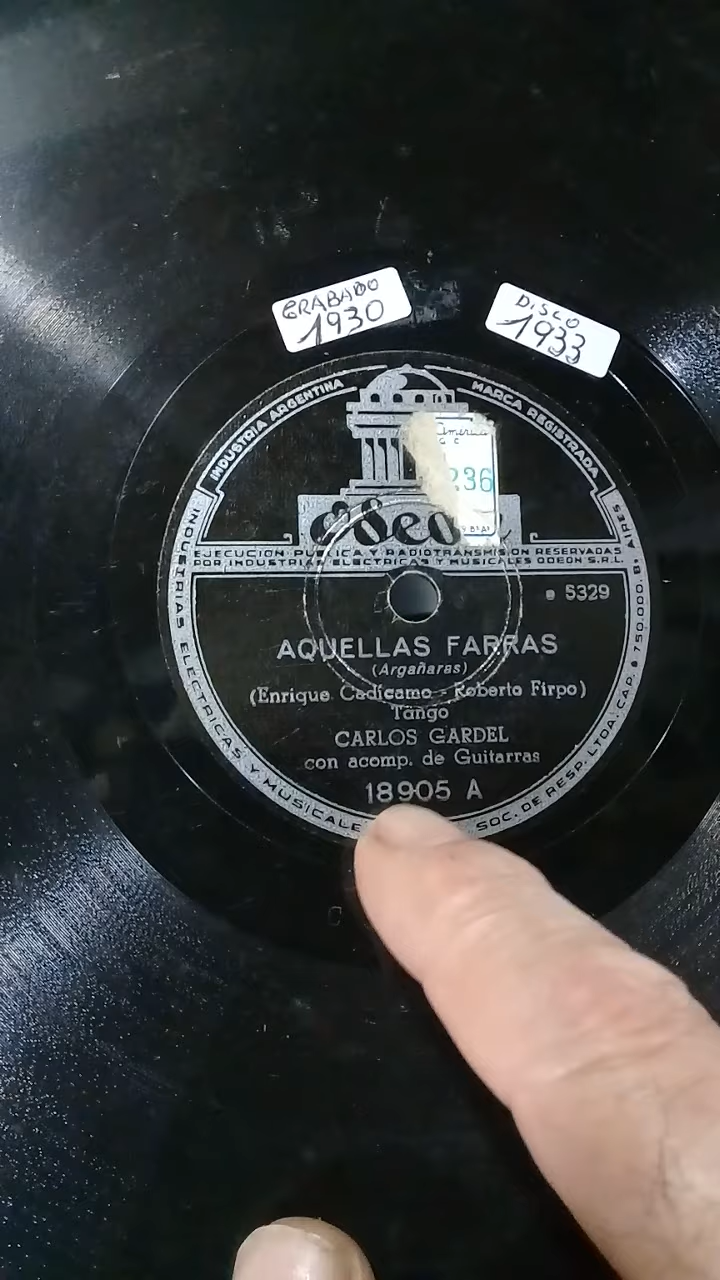 GRABADO
1930
DISCO
1933
INDUSTRIA ARGENTINA
MARCA REGISTRADA
236
Odeon
EJECUCION PUBLICA Y RADIOTRANSMISION RESERVADAS
POR INDUSTRIAS ELECTRICAS Y MUSICALES ODEON S.R.L.
5329
AQUELLAS FARRAS
(Argañaras)
(Enrique Cadícamo - Roberto Firpo)
Tango
CARLOS GARDEL
con acomp. de Guitarras
18905 A
INDUSTRIAS ELECTRICAS Y MUSICALES
SOC. DE RESP. LTDA. CAP. $ 750.000. Bs. AIRES